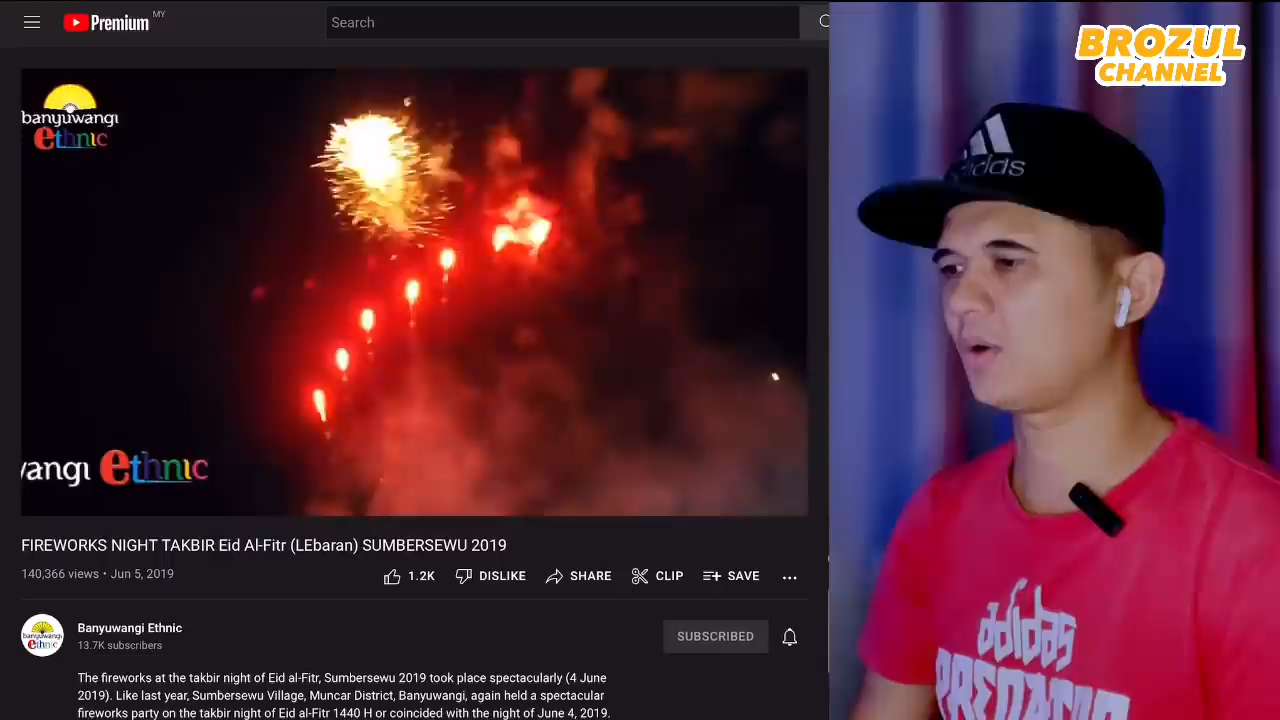 Premium MY
Search
BROZUL
CHANNEL
banyuwangi
ethnic
adidas
wangi ethnic
FIREWORKS NIGHT TAKBIR Eid Al-Fitr (LEbaran) SUMBERSEWU 2019
140,366 views • Jun 5, 2019
1.2K DISLIKE SHARE CLIP SAVE
Banyuwangi Ethnic
13.7K subscribers
SUBSCRIBED
banyuwangi
ethnic
The fireworks at the takbir night of Eid al-Fitr, Sumbersewu 2019 took place spectacularly (4 June
2019). Like last year, Sumbersewu Village, Muncar District, Banyuwangi, again held a spectacular
fireworks party on the takbir night of Eid al-Fitr 1440 H or coincided with the night of June 4, 2019.
adidas
PREDATOR